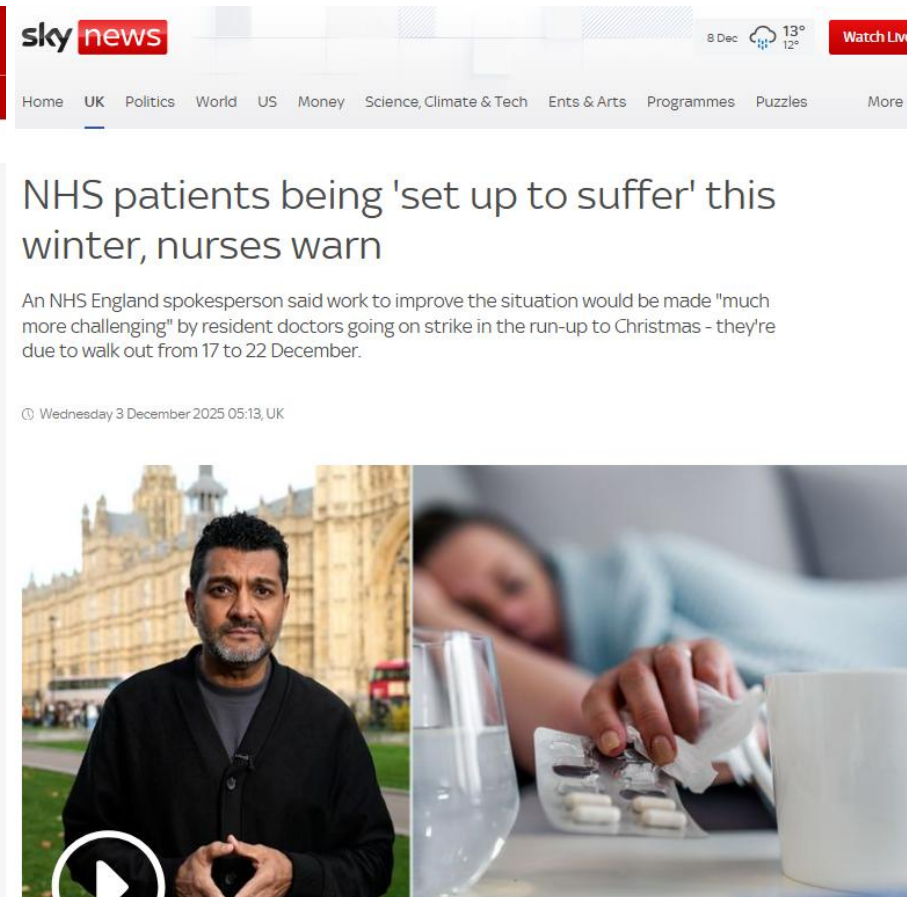 sky news
8 Dec 13°
12°
Watch Live
Home UK Politics World US Money Science, Climate & Tech Ents & Arts Programmes Puzzles More
NHS patients being 'set up to suffer' this
winter, nurses warn
An NHS England spokesperson said work to improve the situation would be made "much
more challenging" by resident doctors going on strike in the run-up to Christmas - they're
due to walk out from 17 to 22 December.
Wednesday 3 December 2025 05:13, UK